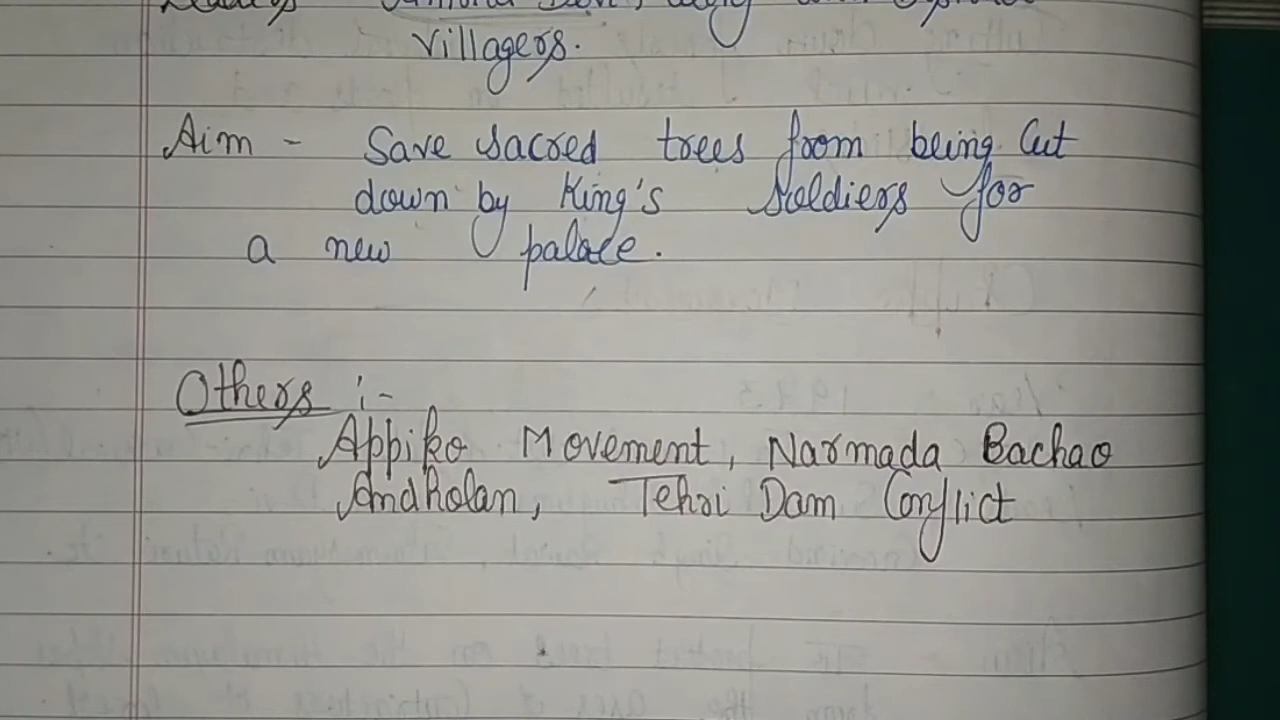 Villagers.
Aim - Save sacred trees from being Cut
down by King's Soldiers for
a new palace.
Others :-
Appiko Movement, Narmada Bachao
Andholan, Tehri Dam Conflict